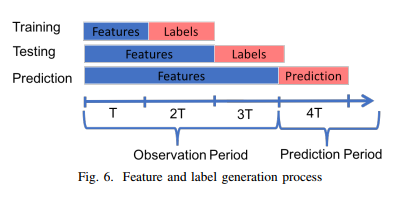 Training
Features Labels
Testing
Features Labels
Prediction
Features Prediction
T 2T 3T 4T
Observation Period Prediction Period
Fig. 6. Feature and label generation process